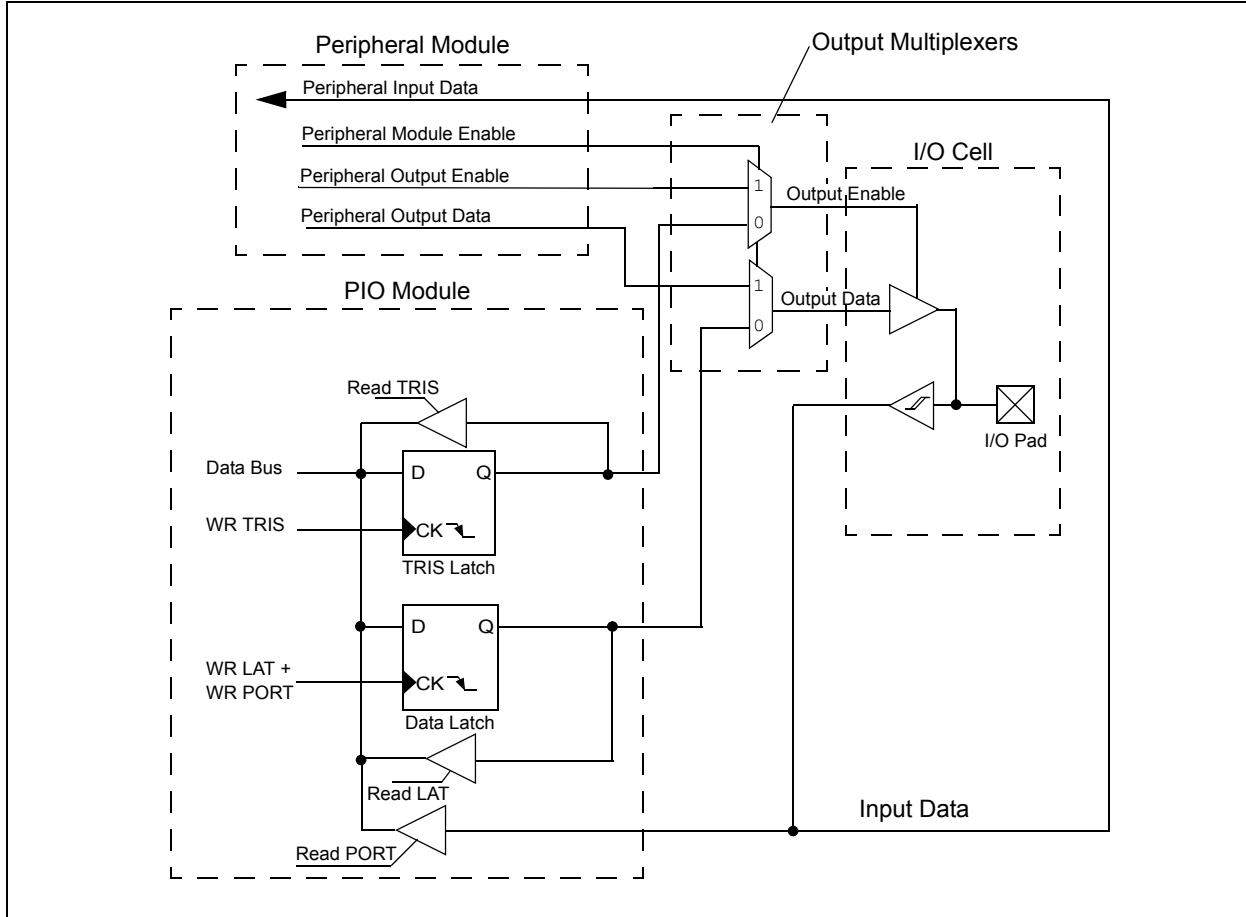 Peripheral Module
Output Multiplexers
Peripheral Input Data
Peripheral Module Enable
I/O Cell
Peripheral Output Enable
1
Output Enable
Peripheral Output Data
0
PIO Module
1
Output Data
0
Read TRIS
I/O Pad
Data Bus
D
Q
WR TRIS
CK
TRIS Latch
D
Q
WR LAT +
WR PORT
CK
Data Latch
Read LAT
Input Data
Read PORT